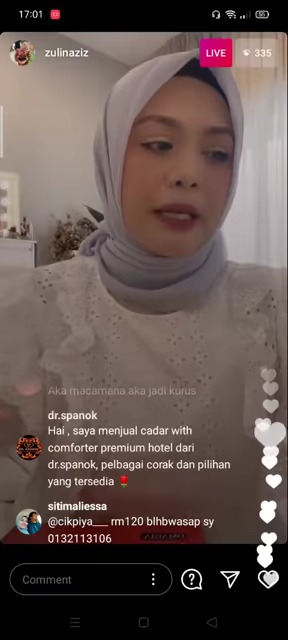 17:01
zulinaziz
LIVE
335
Aka macamana aka jadi kurus
dr.spanok
Hai , saya menjual cadar with
comforter premium hotel dari
dr.spanok, pelbagai corak dan pilihan
yang tersedia
sitimaliessa
@cikpiya___ rm120 blhbwasap sy
0132113106
Comment